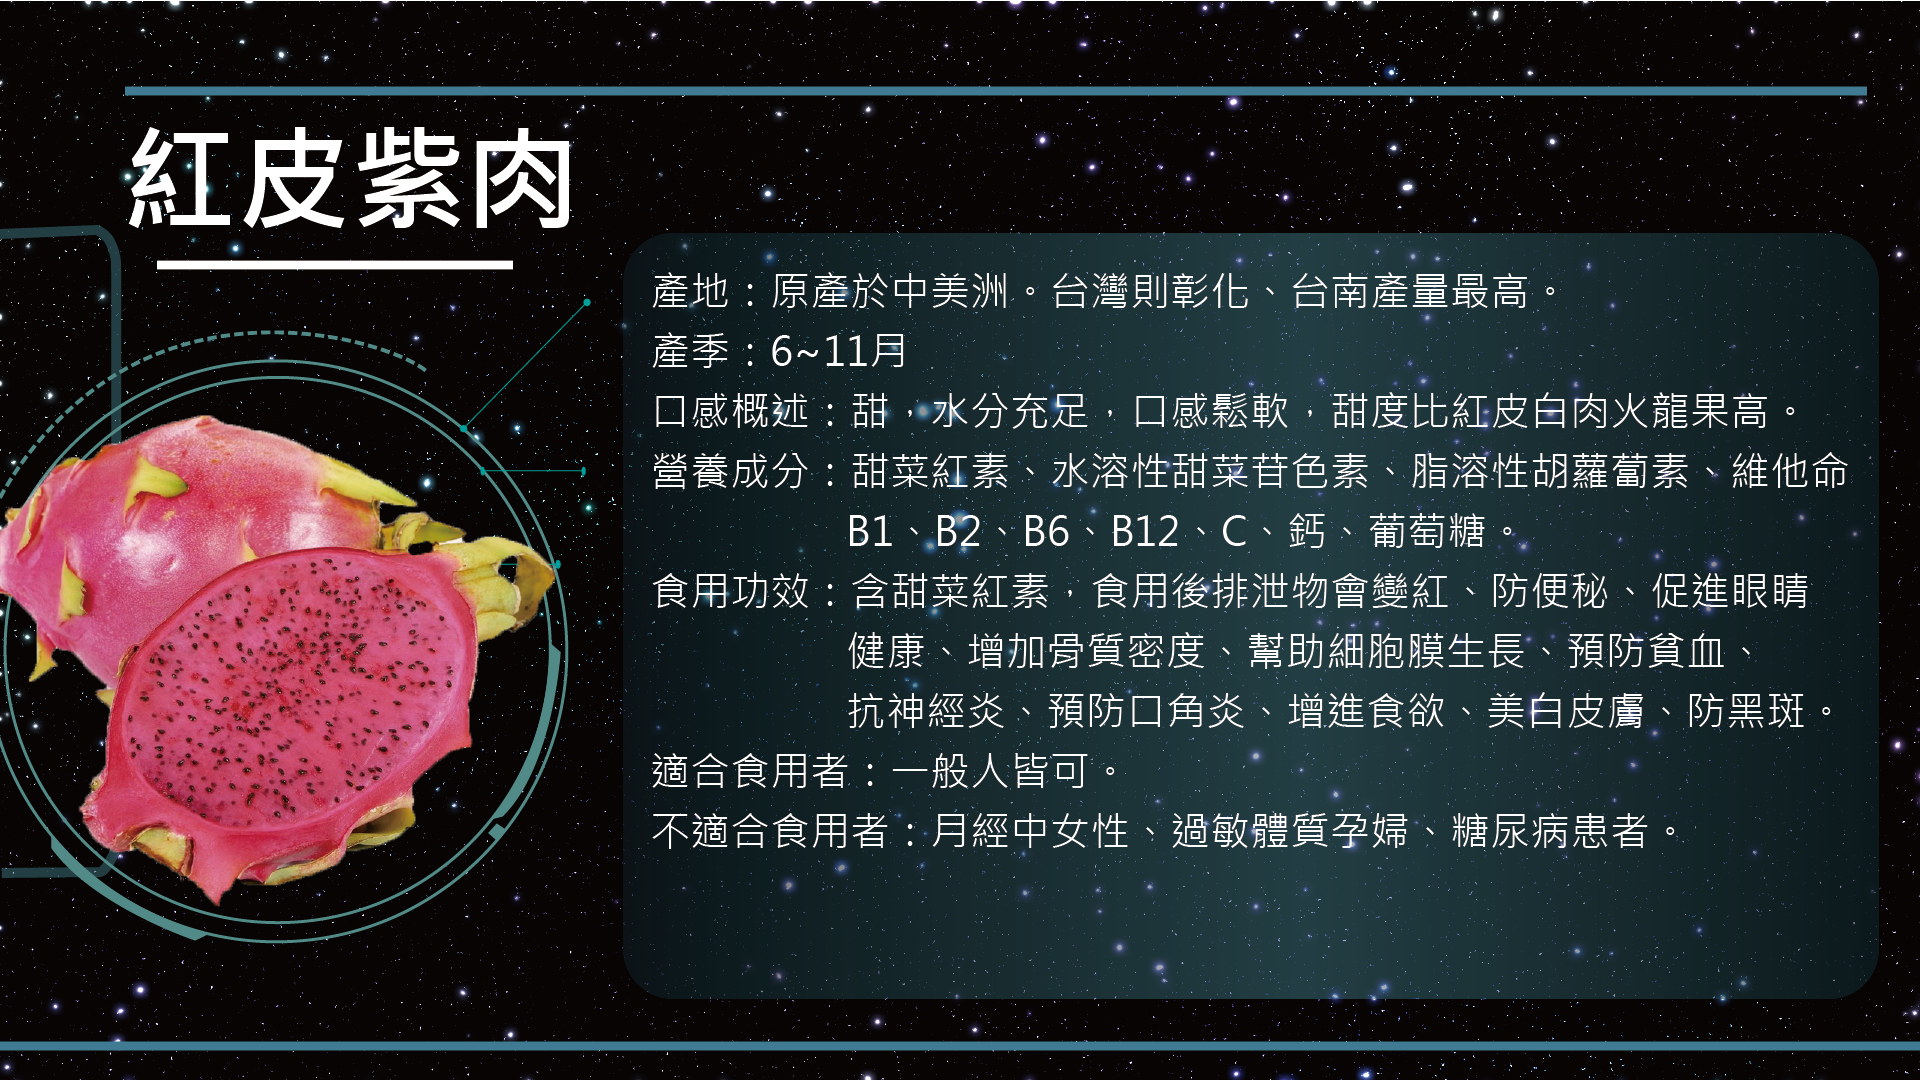 紅皮紫肉
產地：原產於中美洲。台灣則彰化、台南產量最高。
產季：6~11月
口感概述：甜，水分充足，口感鬆軟，甜度比紅皮白肉火龍果高。
營養成分：甜菜紅素、水溶性甜菜苷色素、脂溶性胡蘿蔔素、維他命
B1、B2、B6、B12、C、鈣、葡萄糖。
食用功效：含甜菜紅素，食用後排泄物會變紅、防便秘、促進眼睛
健康、增加骨質密度、幫助細胞膜生長、預防貧血、
抗神經炎、預防口角炎、增進食欲、美白皮膚、防黑斑。
適合食用者：一般人皆可。
不適合食用者：月經中女性、過敏體質孕婦、糖尿病患者。